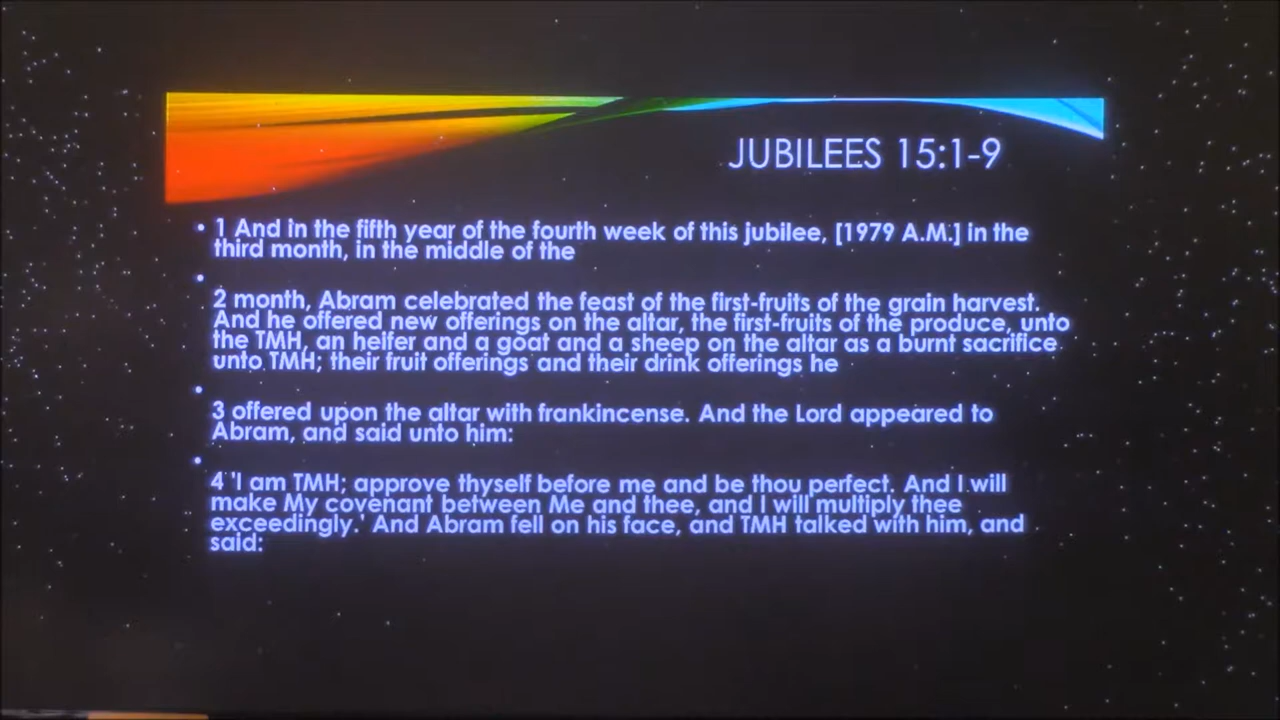 JUBILEES 15:1-9
• 1 And in the fifth year of the fourth week of this jubilee, [1979 A.M.] in the
third month, in the middle of the
•
2 month, Abram celebrated the feast of the first-fruits of the grain harvest.
And he offered new offerings on the altar, the first-fruits of the produce, unto
the TMH, an heifer and a goat and a sheep on the altar as a burnt sacrifice
unto TMH; their fruit offerings and their drink offerings he
•
3 offered upon the altar with frankincense. And the Lord appeared to
Abram, and said unto him:
•
4 'I am TMH; approve thyself before me and be thou perfect. And I will
make My covenant between Me and thee, and I will multiply thee
exceedingly.' And Abram fell on his face, and TMH talked with him, and
said: